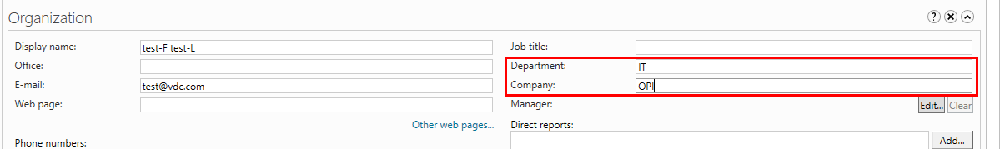 Organization
Display name: test-F test-L
Job title:
Office:
Department: IT
E-mail: test@vdc.com
Company: OPI
Web page:
Manager: Edit... Clear
Other web pages...
Direct reports:
Phone numbers:
Add...